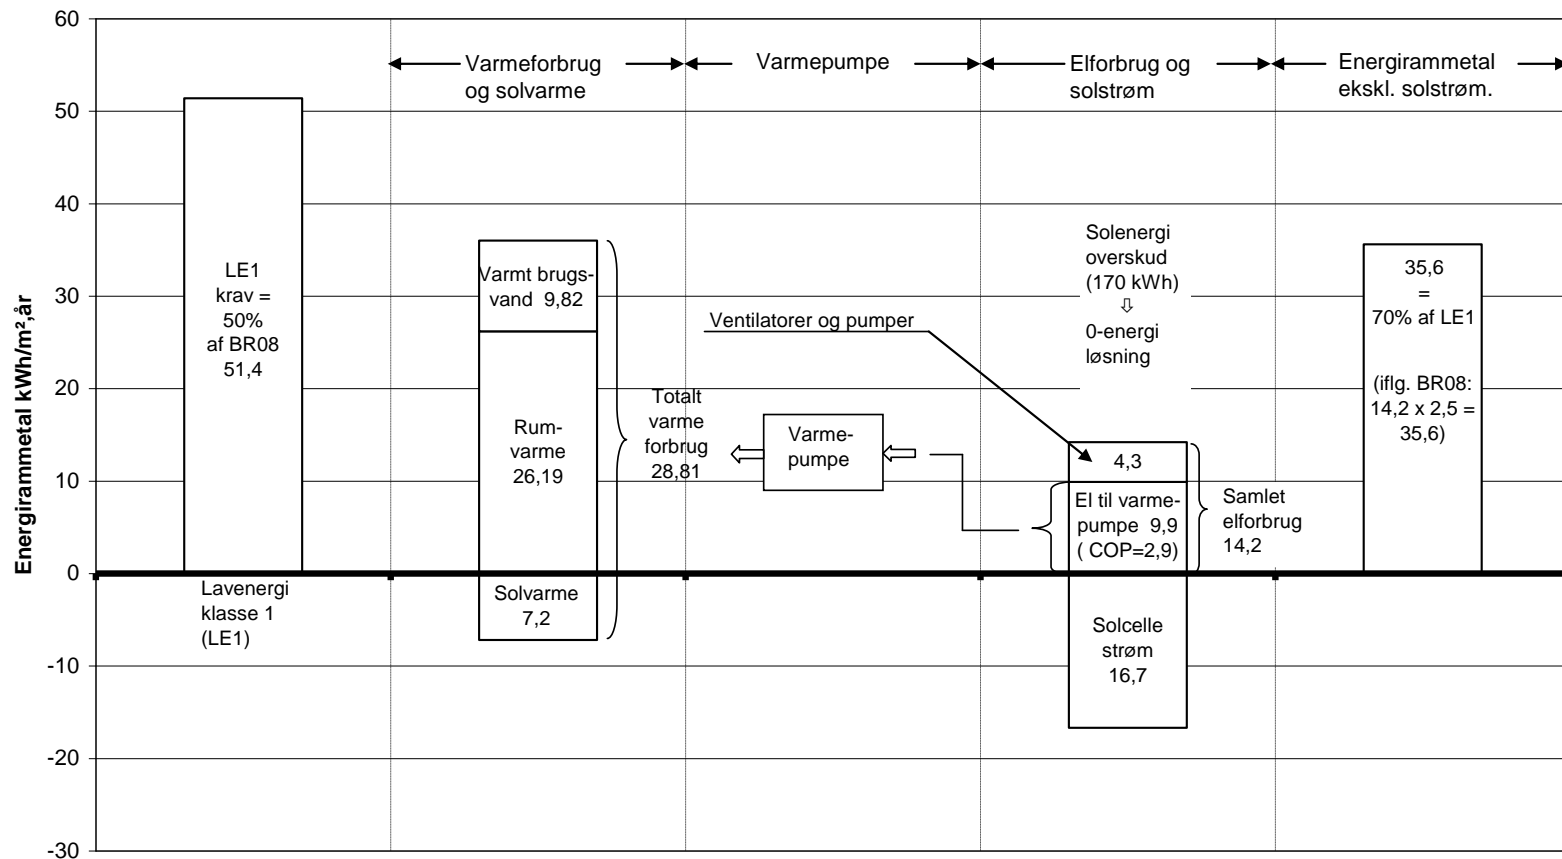 Energirammetal kWh/m²,år
60
50
40
30
20
10
0
-10
-20
-30
Varmeforbrug
og solvarme
Varmepumpe
Elforbrug og
solstrøm
Energirammetal
ekskl. solstrøm.
LE1
krav =
50%
af BR08
51,4
Lavenergi
klasse 1
(LE1)
Varmt brugs-
vand 9,82
Rum-
varme
26,19
Solvarme
7,2
Totalt
varme
forbrug
28,81
Ventilatorer og pumper
Varme-
pumpe
Solenergi
overskud
(170 kWh)
⇩
0-energi
løsning
4,3
El til varme-
pumpe 9,9
( COP=2,9)
Solcelle
strøm
16,7
Samlet
elforbrug
14,2
35,6
=
70% af LE1
(iflg. BR08:
14,2 x 2,5 =
35,6)